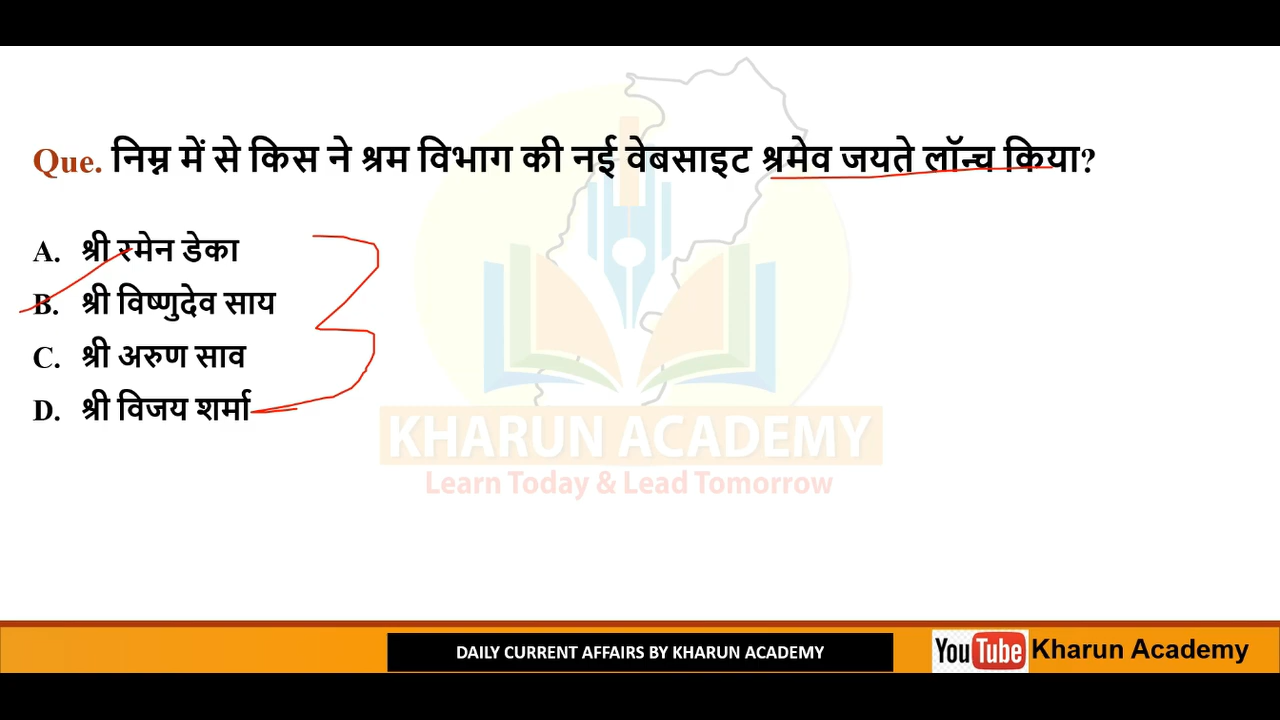 Que. निम्न में से किस ने श्रम विभाग की नई वेबसाइट श्रमेव जयते लॉन्च किया?
A. श्री रमेन डेका
B. श्री विष्णुदेव साय
C. श्री अरुण साव
D. श्री विजय शर्मा
KHARUN ACADEMY
Learn Today & Lead Tomorrow
DAILY CURRENT AFFAIRS BY KHARUN ACADEMY
YouTube Kharun Academy